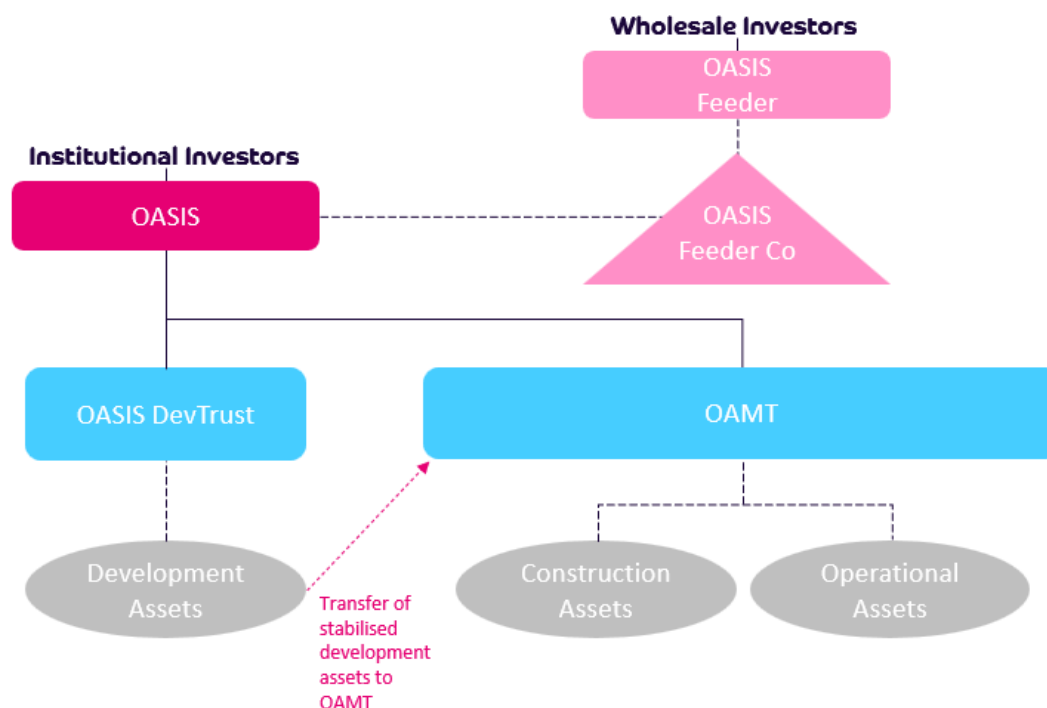 Wholesale Investors
OASIS
Feeder
Institutional Investors
OASIS
OASIS
Feeder Co
OASIS DevTrust
OAMT
Development
Assets
Construction
Assets
Operational
Assets
Transfer of
stabilised
development
assets to
OAMT